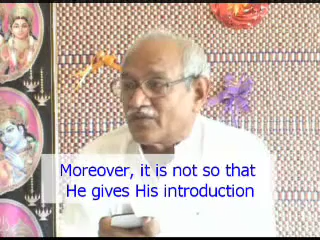 Moreover, it is not so that
He gives His introduction